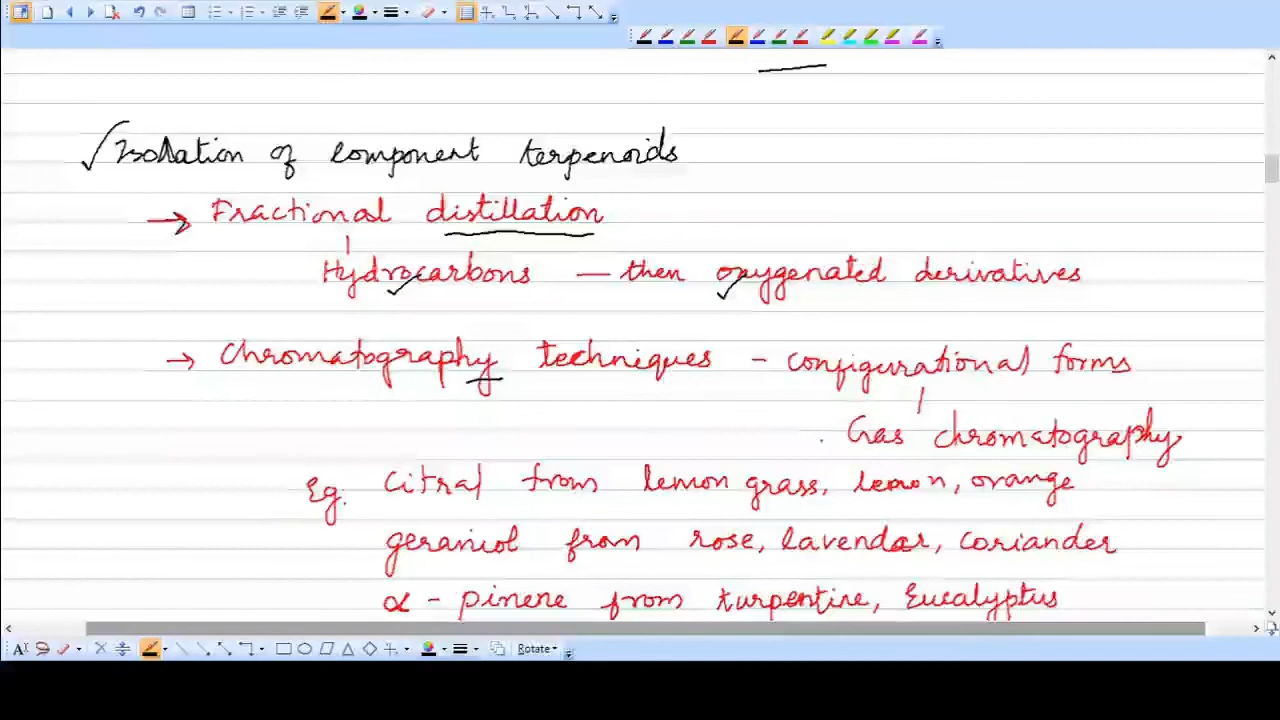 Isolation of component terpenoids
→ Fractional distillation
Hydrocarbons — then oxygenated derivatives
→ Chromatography techniques - configurational forms
Gas chromatography
Eg. Citral from lemon grass, lemon, orange
geraniol from rose, lavendar, coriander
α - pinene from turpentine, Eucalyptus
Rotate